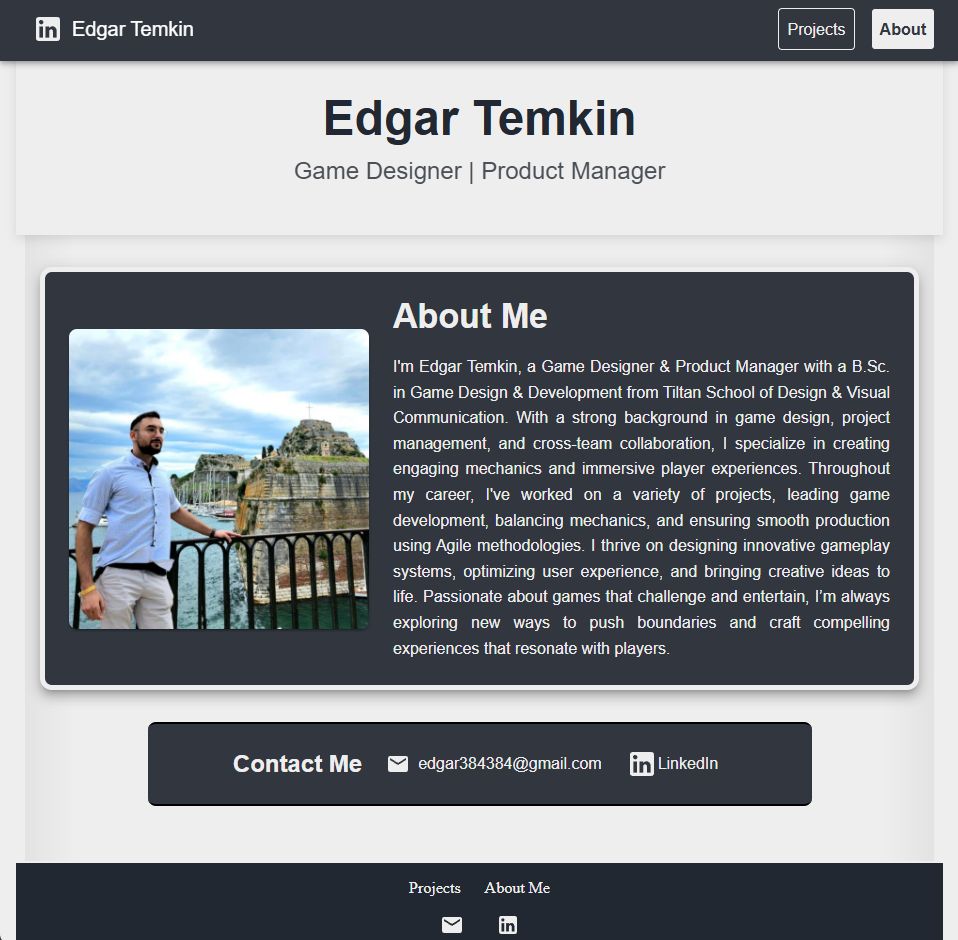 Edgar Temkin
Projects
About
Edgar Temkin
Game Designer | Product Manager
About Me
I'm Edgar Temkin, a Game Designer & Product Manager with a B.Sc.
in Game Design & Development from Tiltan School of Design & Visual
Communication. With a strong background in game design, project
management, and cross-team collaboration, I specialize in creating
engaging mechanics and immersive player experiences. Throughout
my career, I've worked on a variety of projects, leading game
development, balancing mechanics, and ensuring smooth production
using Agile methodologies. I thrive on designing innovative gameplay
systems, optimizing user experience, and bringing creative ideas to
life. Passionate about games that challenge and entertain, I’m always
exploring new ways to push boundaries and craft compelling
experiences that resonate with players.
Contact Me
edgar384384@gmail.com
LinkedIn
Projects
About Me